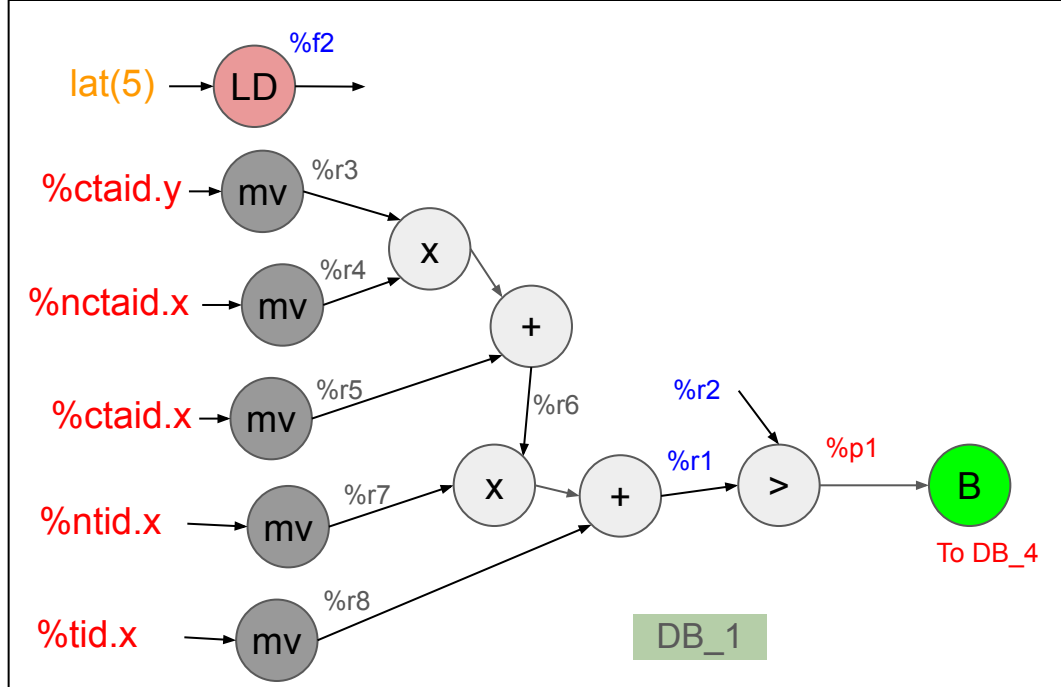 %f2
lat(5)
LD
%ctaid.y
mv
%r3
x
%nctaid.x
mv
%r4
+
%ctaid.x
mv
%r5
%r6
%r2
%ntid.x
mv
%r7
x
+
%r1
>
%p1
B
To DB_4
%tid.x
mv
%r8
DB_1